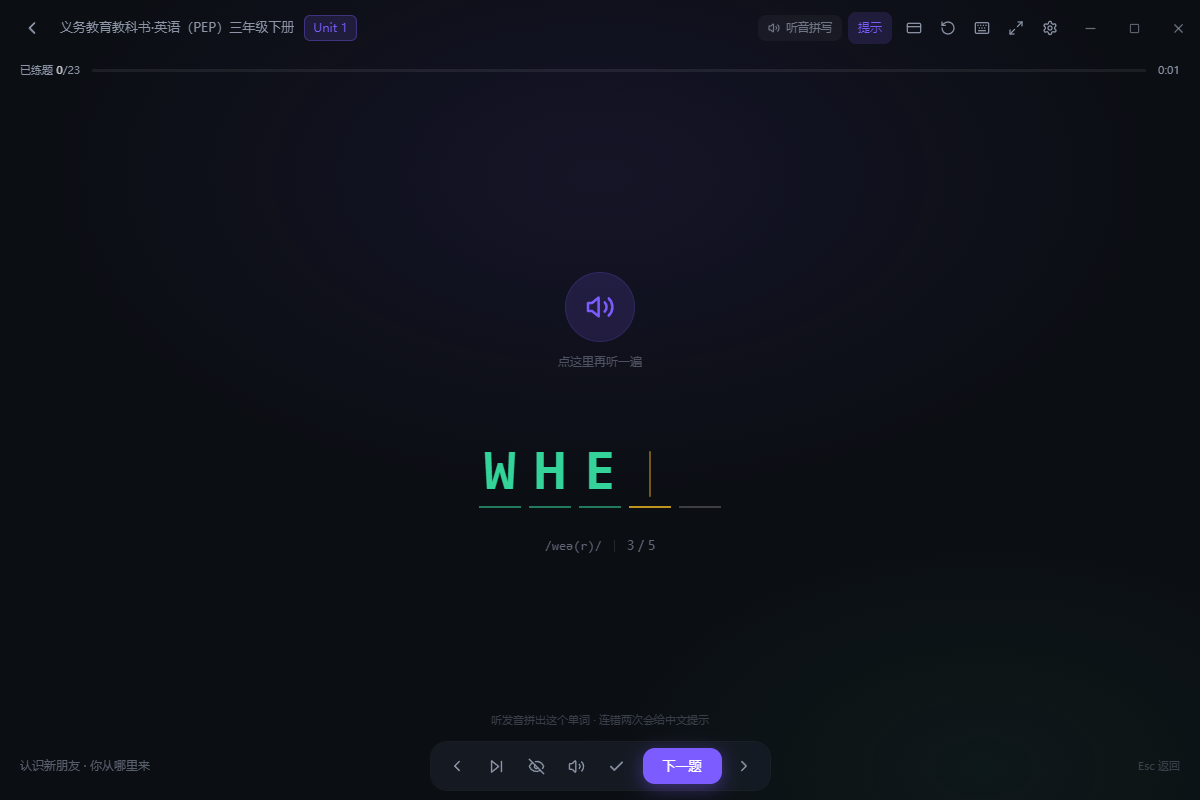 义务教育教科书·英语（PEP）三年级下册 Unit 1 听音拼写 提示
已练题 0/23 0:01
点这里再听一遍
W H E
/weə(r)/ 3 / 5
听发音拼出这个单词 · 连错两次会给中文提示
认识新朋友 · 你从哪里来 下一题 Esc 返回